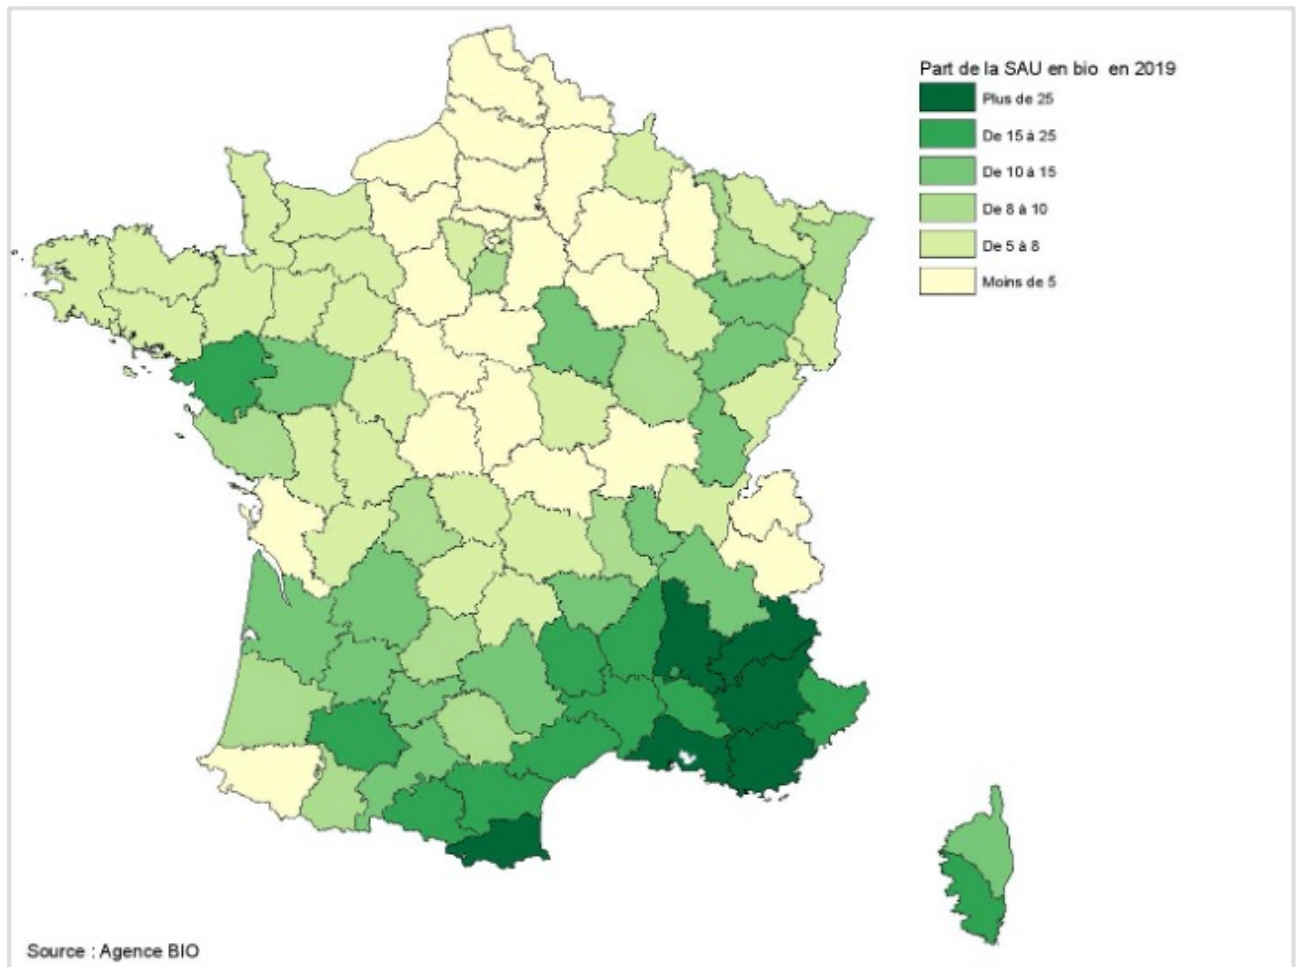 Part de la SAU en bio en 2019
Plus de 25
De 15 à 25
De 10 à 15
De 8 à 10
De 5 à 8
Moins de 5
Source : Agence BIO